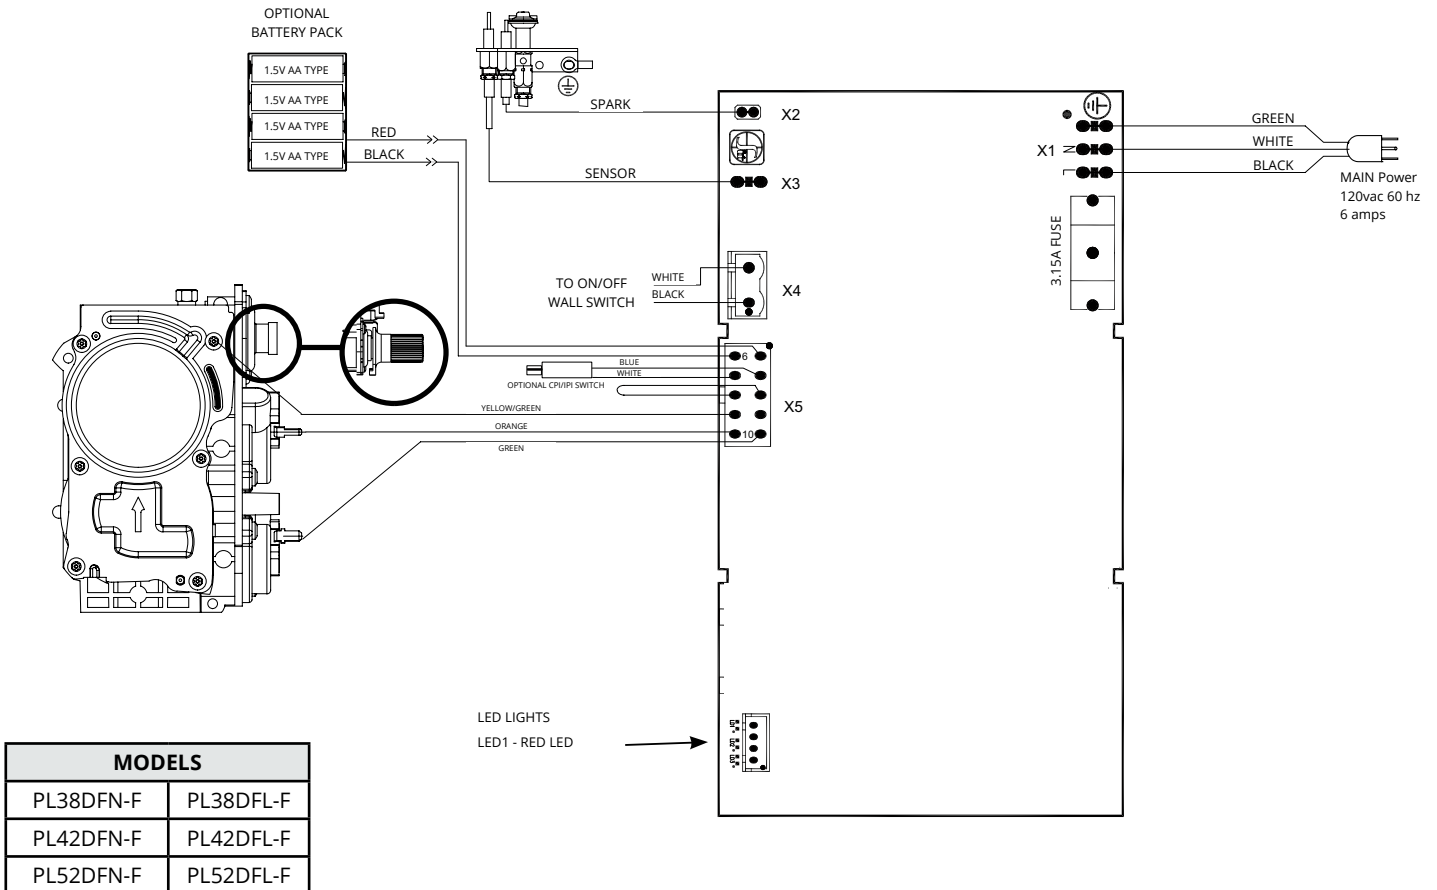 OPTIONAL
BATTERY PACK
1.5V AA TYPE
1.5V AA TYPE
1.5V AA TYPE
1.5V AA TYPE
RED
BLACK
SPARK
SENSOR
X2
X3
X1
N
L
GREEN
WHITE
BLACK
MAIN Power
120vac 60 hz
6 amps
3.15A FUSE
TO ON/OFF
WALL SWITCH
WHITE
BLACK
X4
BLUE
WHITE
OPTIONAL CPI/IPI SWITCH
6
X5
YELLOW/GREEN
ORANGE
10
GREEN
LED LIGHTS
LED1 - RED LED
MODELS
PL38DFN-F PL38DFL-F
PL42DFN-F PL42DFL-F
PL52DFN-F PL52DFL-F